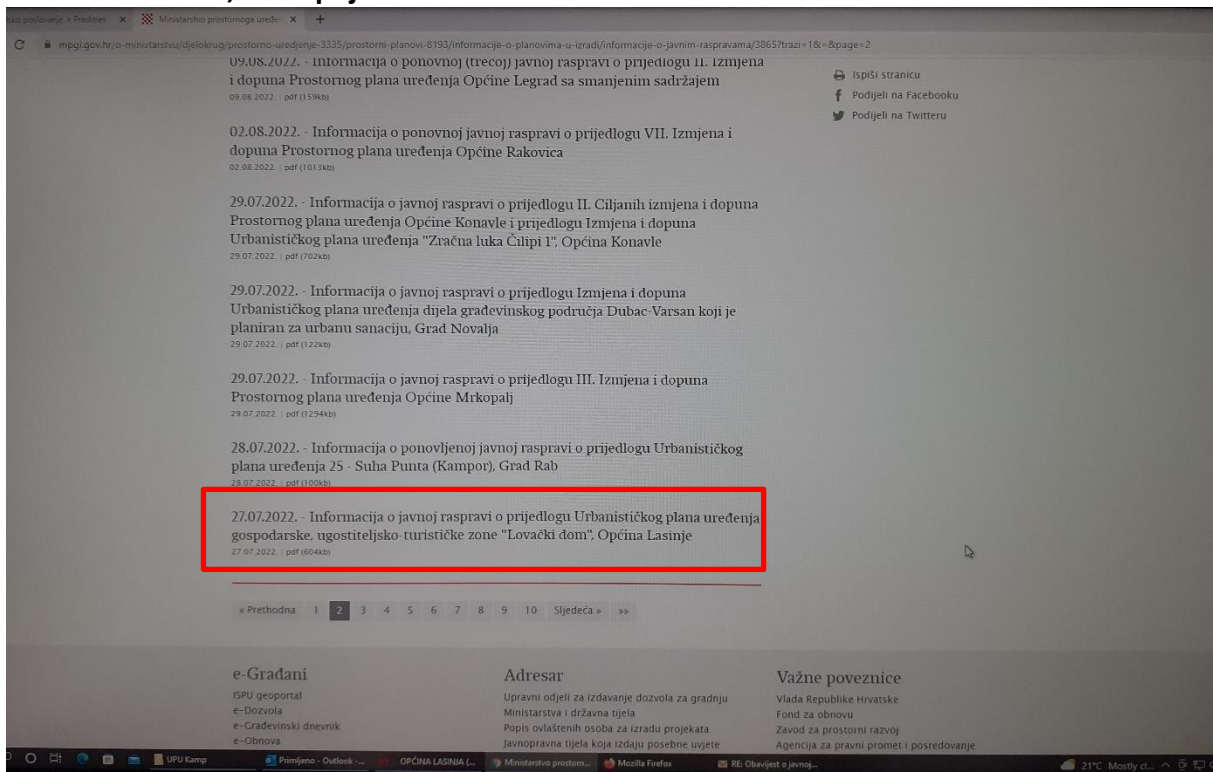 Ministarstvo prostornoga uređe
mpgi.gov.hr/o-ministarstvu/djelokrug/prostorno-uredjenje-3335/prostorni-planovi-8193/informacije-o-planovima-u-izradi/informacije-o-javnim-raspravama/3865?trazi=1&=&page=2
09.08.2022. - Informacija o ponovnoj (trećoj) javnoj raspravi o prijedlogu II. Izmjena
i dopuna Prostornog plana uređenja Općine Legrad sa smanjenim sadržajem
09.08.2022. | pdf (159kb)
Ispiši stranicu
Podijeli na Facebooku
Podijeli na Twitteru
02.08.2022. - Informacija o ponovnoj javnoj raspravi o prijedlogu VII. Izmjena i
dopuna Prostornog plana uređenja Općine Rakovica
02.08.2022. | pdf (1013kb)
29.07.2022. - Informacija o javnoj raspravi o prijedlogu II. Ciljanih izmjena i dopuna
Prostornog plana uređenja Općine Konavle i prijedlogu Izmjena i dopuna
Urbanističkog plana uređenja "Zračna luka Čilipi 1", Općina Konavle
29.07.2022. | pdf (702kb)
29.07.2022. - Informacija o javnoj raspravi o prijedlogu Izmjena i dopuna
Urbanističkog plana uređenja dijela građevinskog područja Dubac-Varsan koji je
planiran za urbanu sanaciju, Grad Novalja
29.07.2022. | pdf (122kb)
29.07.2022. - Informacija o javnoj raspravi o prijedlogu III. Izmjena i dopuna
Prostornog plana uređenja Općine Mrkopalj
29.07.2022. | pdf (1294kb)
28.07.2022. - Informacija o ponovljenoj javnoj raspravi o prijedlogu Urbanističkog
plana uređenja 25 - Suha Punta (Kampor), Grad Rab
28.07.2022. | pdf (100kb)
27.07.2022. - Informacija o javnoj raspravi o prijedlogu Urbanističkog plana uređenja
gospodarske, ugostiteljsko-turističke zone "Lovački dom", Općina Lasinje
27.07.2022. | pdf (604kb)
« Prethodna 1 2 3 4 5 6 7 8 9 10 Sljedeća » »»
e-Građani
ISPU geoportal
e-Dozvola
e-Građevinski dnevnik
e-Obnova
Adresar
Upravni odjeli za izdavanje dozvola za gradnju
Ministarstva i državna tijela
Popis ovlaštenih osoba za izradu projekata
Javnopravna tijela koja izdaju posebne uvjete
Važne poveznice
Vlada Republike Hrvatske
Fond za obnovu
Zavod za prostorni razvoj
Agencija za pravni promet i posredovanje
UPU Kamp
Primljeno - Outlook -...
OPĆINA LASINJA (...
Ministarstvo prostorn...
Mozilla Firefox
RE: Obavijest o javnoj...
21°C Mostly cl...